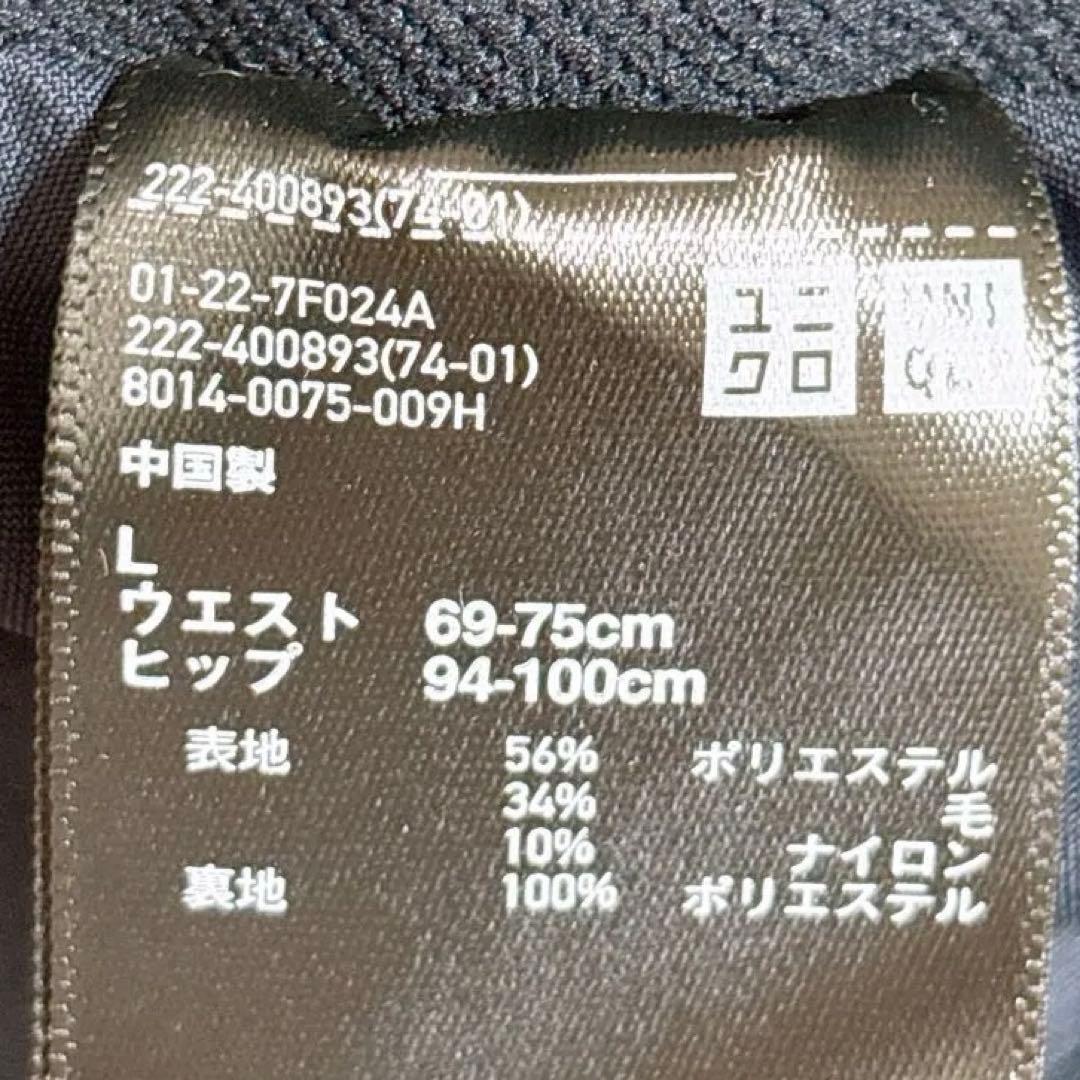 222-400893(74-01)
01-22-7F024A
222-400893(74-01)
8014-0075-009H
ユニ
クロ
中国製
L
ウエスト 69-75cm
ヒップ 94-100cm
表地 56% ポリエステル
34% 毛
10% ナイロン
裏地 100% ポリエステル